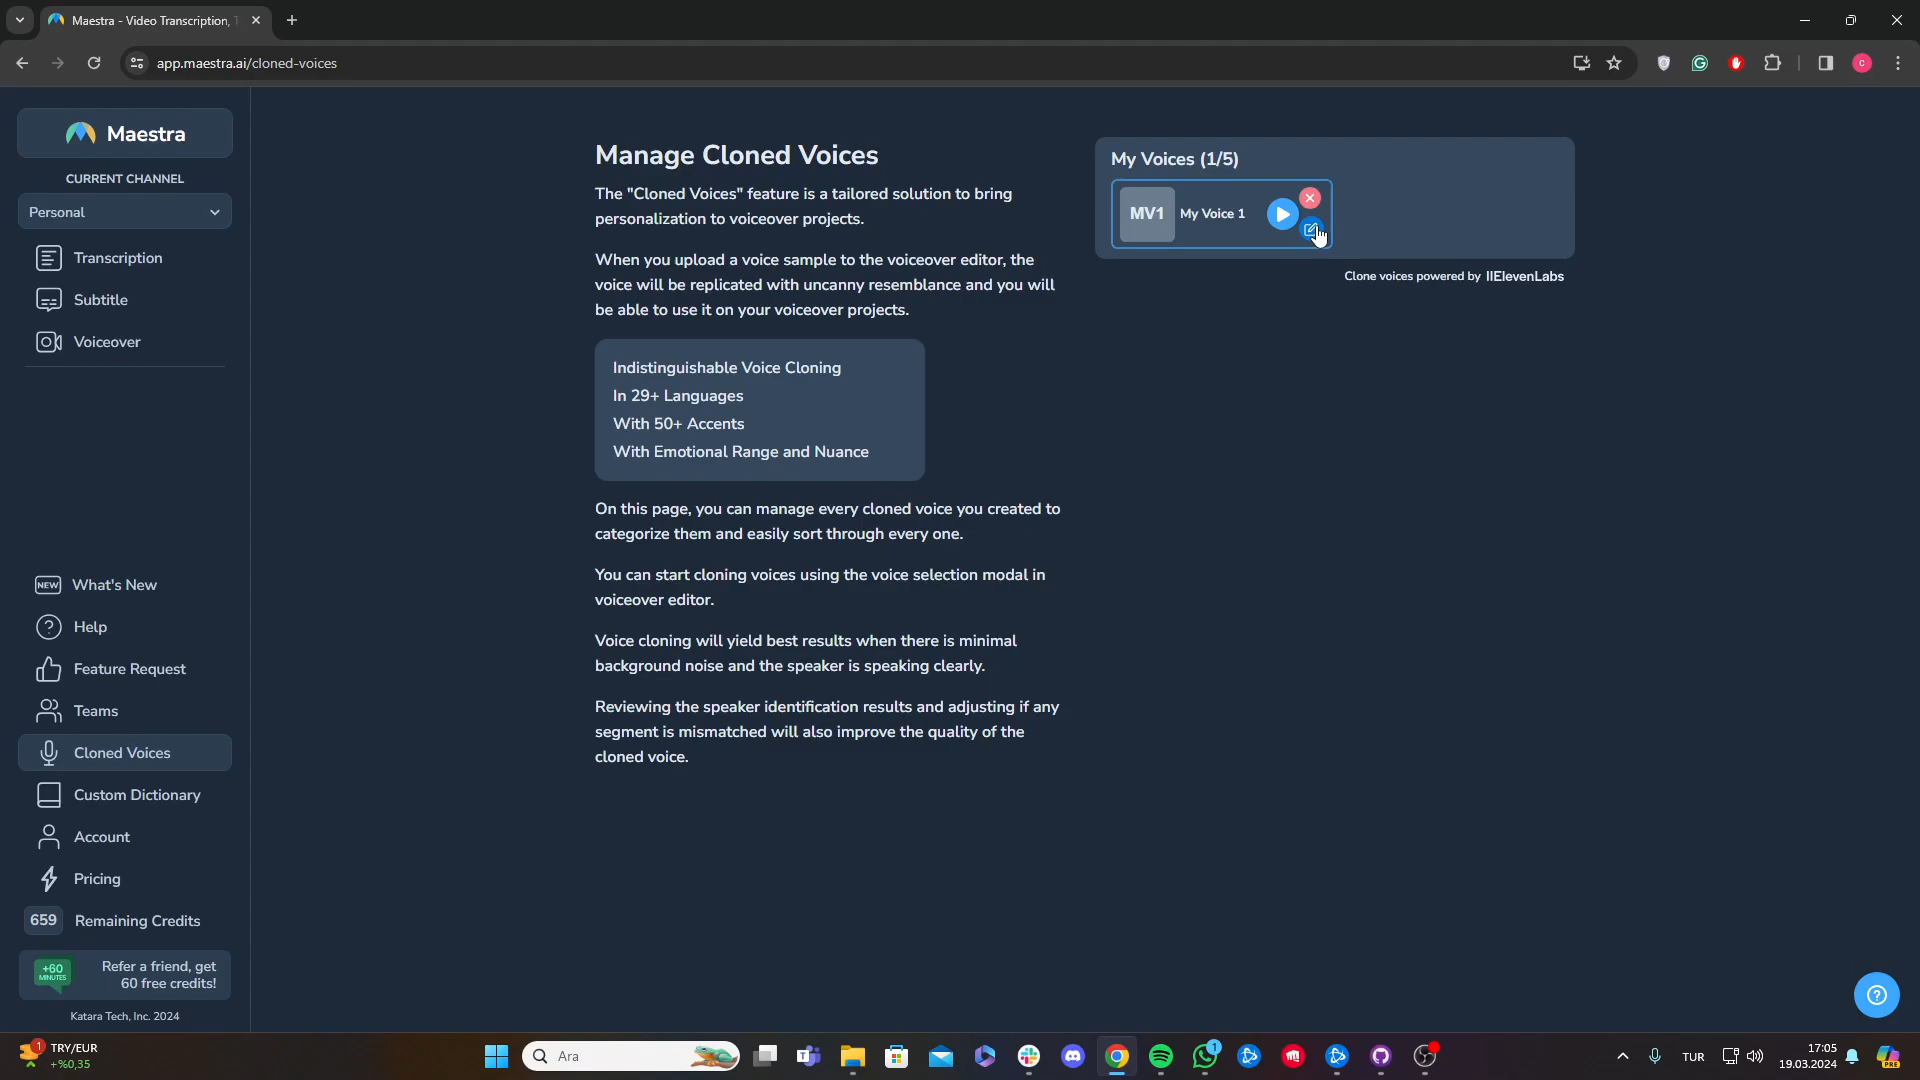 Maestra - Video Transcription, T
app.maestra.ai/cloned-voices
C
Maestra
CURRENT CHANNEL
Personal
Transcription
Subtitle
Voiceover
NEW What's New
Help
Feature Request
Teams
Cloned Voices
Custom Dictionary
Account
Pricing
659 Remaining Credits
+60
MINUTES
Refer a friend, get
60 free credits!
Katara Tech, Inc. 2024
Manage Cloned Voices
The "Cloned Voices" feature is a tailored solution to bring
personalization to voiceover projects.
When you upload a voice sample to the voiceover editor, the
voice will be replicated with uncanny resemblance and you will
be able to use it on your voiceover projects.
Indistinguishable Voice Cloning
In 29+ Languages
With 50+ Accents
With Emotional Range and Nuance
On this page, you can manage every cloned voice you created to
categorize them and easily sort through every one.
You can start cloning voices using the voice selection modal in
voiceover editor.
Voice cloning will yield best results when there is minimal
background noise and the speaker is speaking clearly.
Reviewing the speaker identification results and adjusting if any
segment is mismatched will also improve the quality of the
cloned voice.
My Voices (1/5)
MV1 My Voice 1
Clone voices powered by IIElevenLabs
1
TRY/EUR
+%0,35
Ara
1
TUR
17:05
19.03.2024
PRE